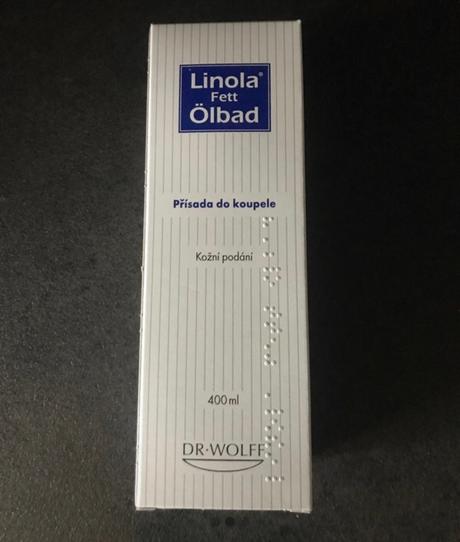 Linola®
Fett
Ölbad
Přísada do koupele
Kožní podání
400 ml
DR·WOLFF